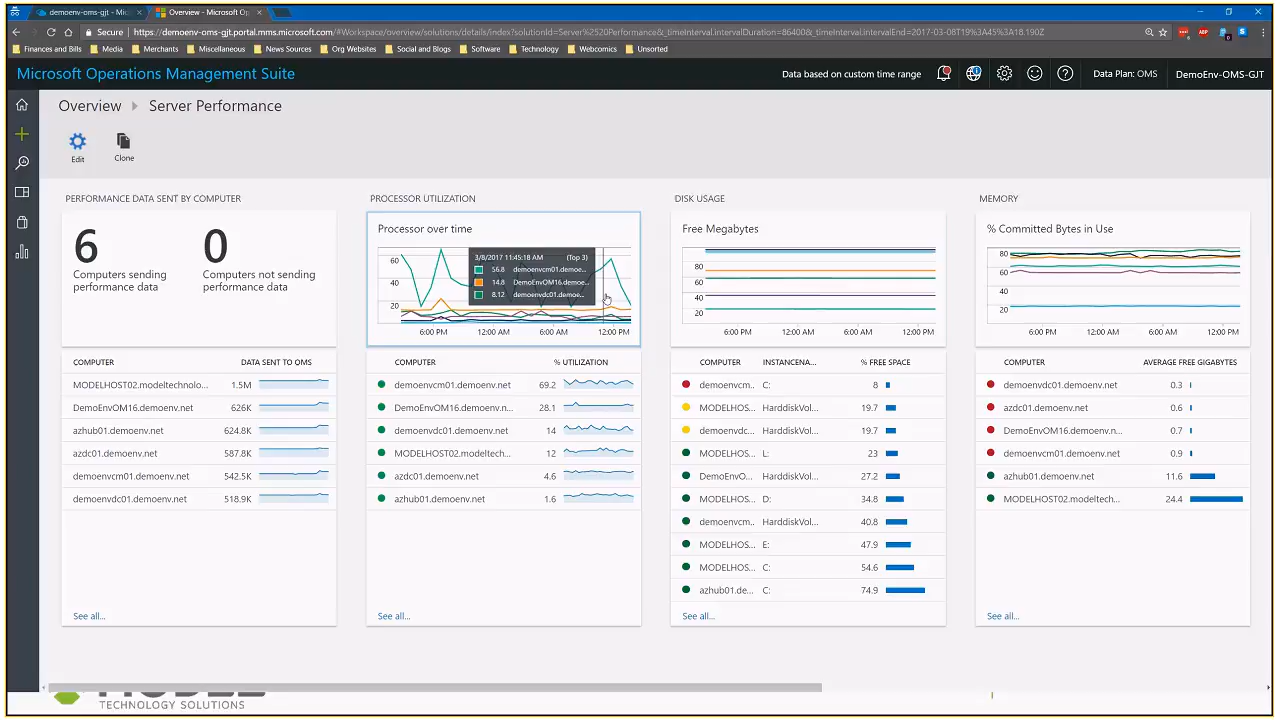 demoenv-oms-gjt - Mic
Overview - Microsoft Op
Secure
https://demoenv-oms-gjt.portal.mms.microsoft.com/#Workspace/overview/solutions/details/index?solutionId=Server%2520Performance&_timeInterval.intervalDuration=86400&_timeInterval.intervalEnd=2017-03-08T19%3A45%3A18.190Z
Finances and Bills Media Merchants Miscellaneous News Sources Org Websites Social and Blogs Software Technology Webcomics Unsorted
Microsoft Operations Management Suite
Data based on custom time range
Data Plan: OMS
DemoEnv-OMS-GJT
Overview Server Performance
Edit Clone
PERFORMANCE DATA SENT BY COMPUTER
6
Computers sending
performance data
0
Computers not sending
performance data
COMPUTER DATA SENT TO OMS
MODELHOST02.modeltechnolo... 1.5M
DemoEnvOM16.demoenv.net 626K
azhub01.demoenv.net 624.8K
azdc01.demoenv.net 587.8K
demoenvcm01.demoenv.net 542.5K
demoenvdc01.demoenv.net 518.9K
See all...
PROCESSOR UTILIZATION
Processor over time
3/8/2017 11:45:18 AM (Top 3)
56.8 demoenvcm01.demoe...
14.8 DemoEnvOM16.demoe...
8.12 demoenvdc01.demoe...
60
40
20
6:00 PM 12:00 AM 6:00 AM 12:00 PM
COMPUTER % UTILIZATION
demoenvcm01.demoenv.net 69.2
DemoEnvOM16.demoenv.n... 28.1
demoenvdc01.demoenv.net 14
MODELHOST02.modeltech... 12
azdc01.demoenv.net 4.6
azhub01.demoenv.net 1.6
See all...
DISK USAGE
Free Megabytes
80
60
40
20
6:00 PM 12:00 AM 6:00 AM 12:00 PM
COMPUTER INSTANCENA... % FREE SPACE
demoenvcm... C: 8
MODELHOS... HarddiskVol... 19.7
demoenvdc... HarddiskVol... 19.7
MODELHOS... L: 23
DemoEnvO... HarddiskVol... 27.2
MODELHOS... D: 34.8
demoenvcm... HarddiskVol... 40.8
MODELHOS... E: 47.9
MODELHOS... C: 54.6
azhub01.de... C: 74.9
See all...
MEMORY
% Committed Bytes in Use
80
60
40
20
6:00 PM 12:00 AM 6:00 AM 12:00 PM
COMPUTER AVERAGE FREE GIGABYTES
demoenvdc01.demoenv.net 0.3
azdc01.demoenv.net 0.6
DemoEnvOM16.demoenv.n... 0.7
demoenvcm01.demoenv.net 0.9
azhub01.demoenv.net 11.6
MODELHOST02.modeltech... 24.4
See all...
TECHNOLOGY SOLUTIONS